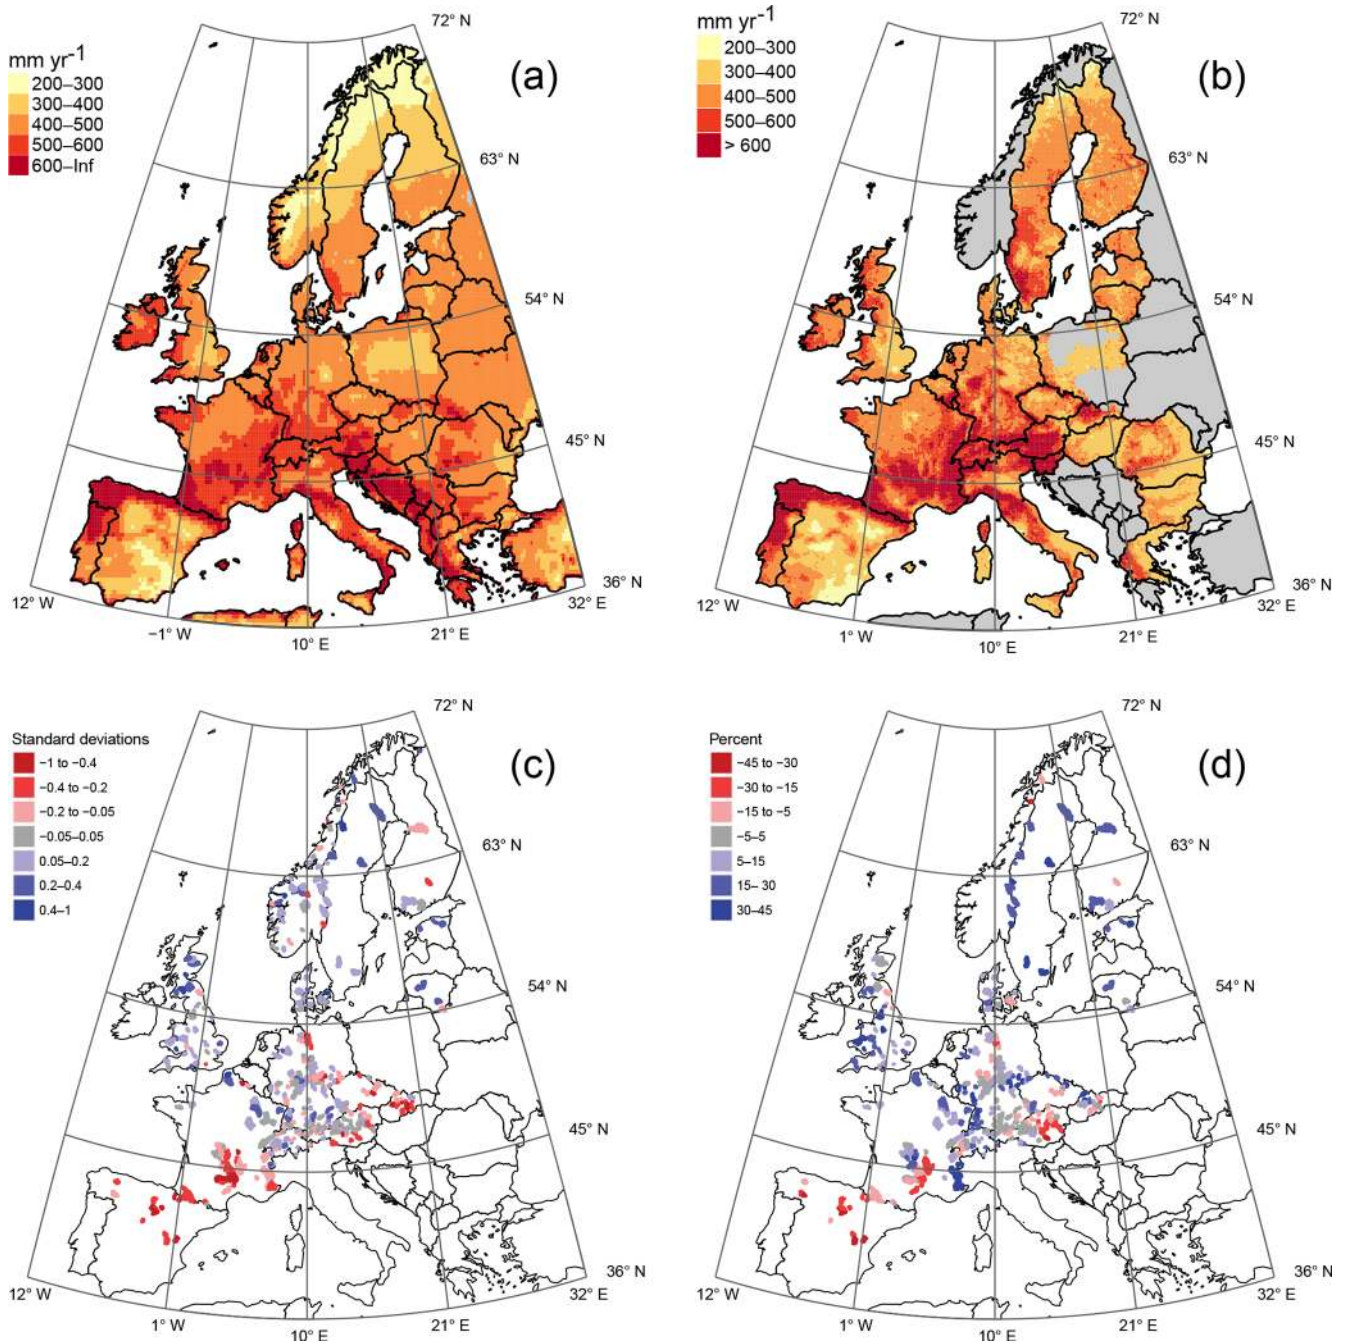 mm yr-1
200–300
300–400
400–500
500–600
600–Inf
(a)
72° N
63° N
54° N
45° N
36° N
12° W
−1° W
10° E
21° E
32° E
mm yr-1
200–300
300–400
400–500
500–600
> 600
(b)
72° N
63° N
54° N
45° N
36° N
12° W
1° W
10° E
21° E
32° E
Standard deviations
−1 to −0.4
−0.4 to −0.2
−0.2 to −0.05
−0.05–0.05
0.05–0.2
0.2–0.4
0.4–1
(c)
72° N
63° N
54° N
45° N
36° N
12° W
1° W
10° E
21° E
32° E
Percent
−45 to −30
−30 to −15
−15 to −5
−5–5
5–15
15– 30
30–45
(d)
72° N
63° N
54° N
45° N
36° N
12° W
1° W
10° E
21° E
32° E